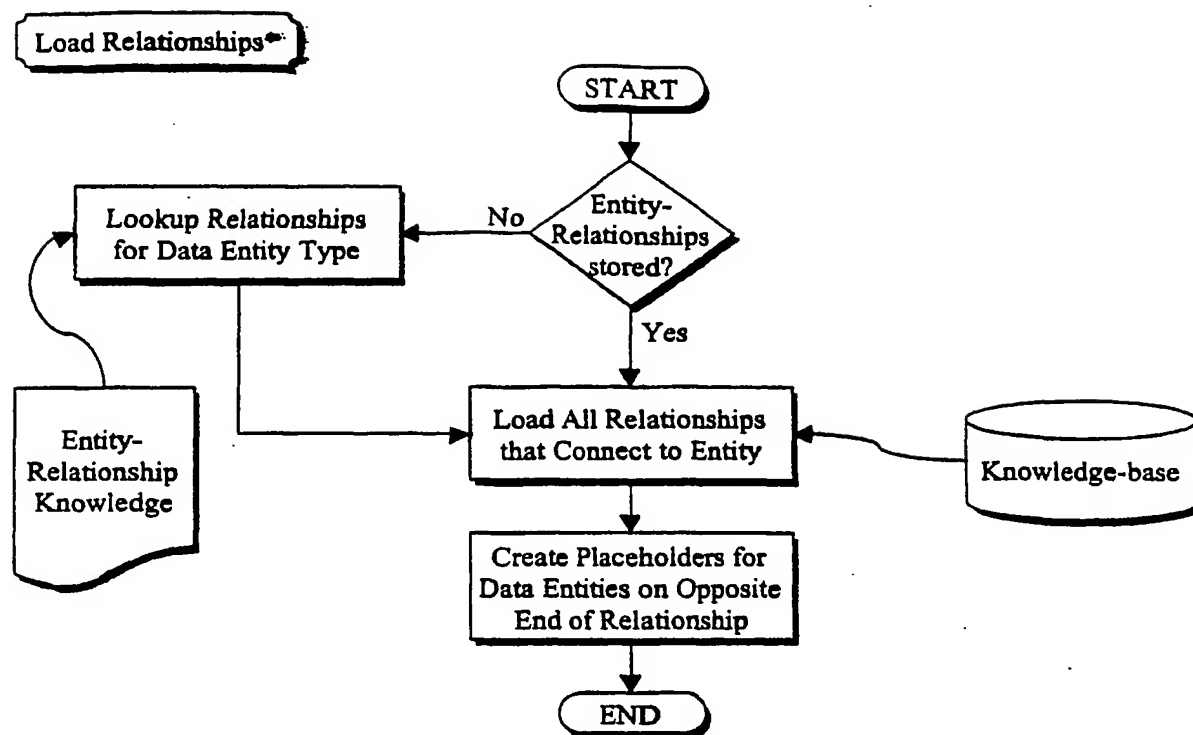 Load Relationships
START
Entity-
Relationships
stored?
No
Yes
Lookup Relationships
for Data Entity Type
Entity-
Relationship
Knowledge
Load All Relationships
that Connect to Entity
Knowledge-base
Create Placeholders for
Data Entities on Opposite
End of Relationship
END